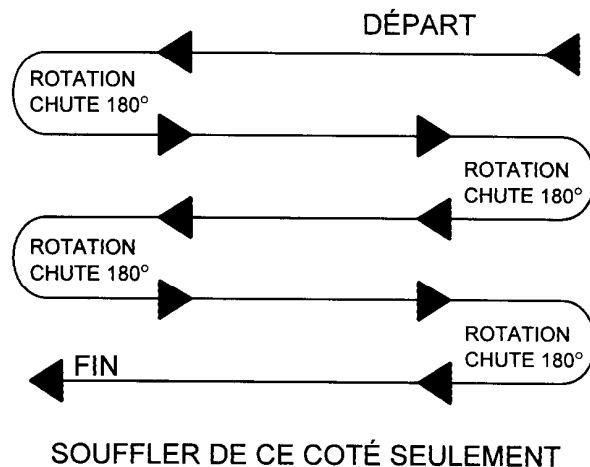 DÉPART
ROTATION
CHUTE 180°
ROTATION
CHUTE 180°
ROTATION
CHUTE 180°
ROTATION
CHUTE 180°
FIN
SOUFFLER DE CE COTÉ SEULEMENT